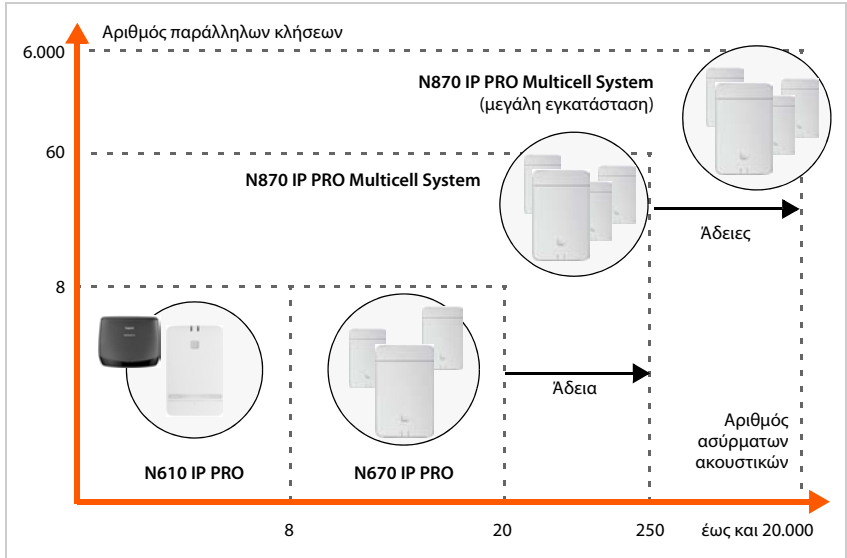 Αριθμός παράλληλων κλήσεων
6.000
N870 IP PRO Multicell System
(μεγάλη εγκατάσταση)
60
N870 IP PRO Multicell System
Άδειες
8
Άδεια
Αριθμός
ασύρματων
ακουστικών
N610 IP PRO
N670 IP PRO
8
20
250
έως και 20.000